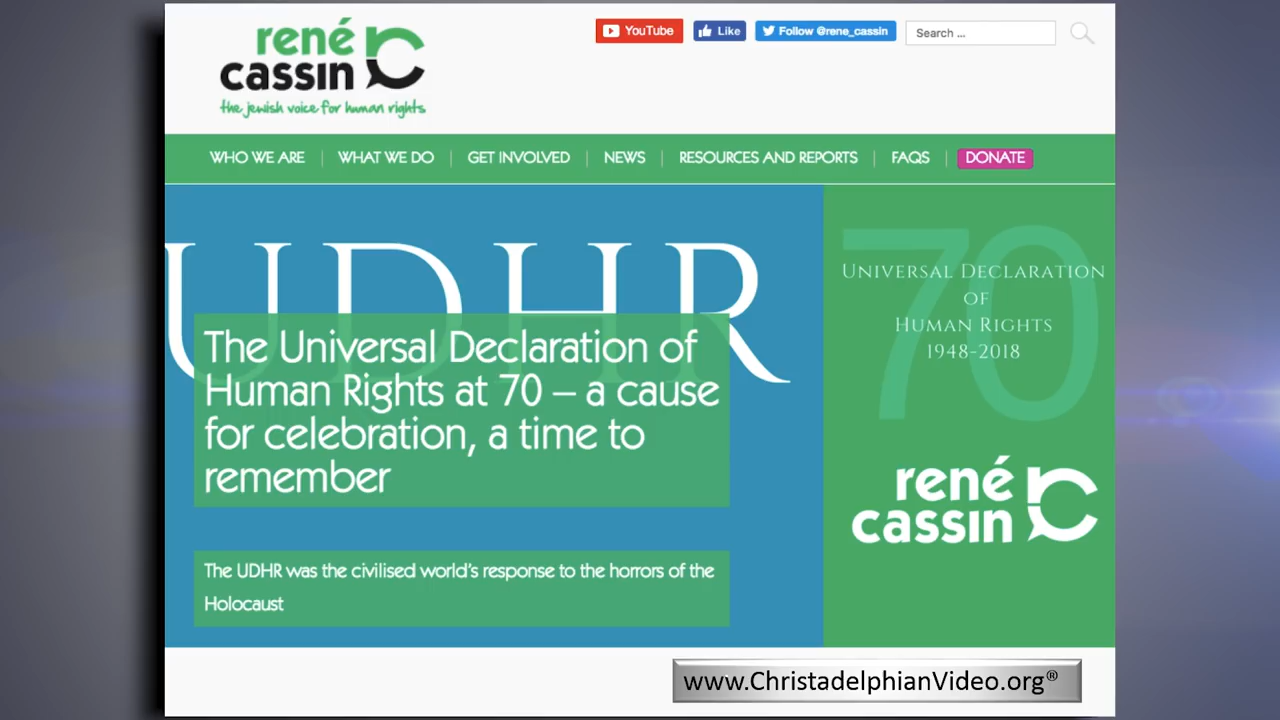 rené
cassin
the jewish voice for human rights
YouTube
Like
Follow @rene_cassin
Search ...
WHO WE ARE
WHAT WE DO
GET INVOLVED
NEWS
RESOURCES AND REPORTS
FAQS
DONATE
UDHR
The Universal Declaration of
Human Rights at 70 – a cause
for celebration, a time to
remember
The UDHR was the civilised world's response to the horrors of the
Holocaust
70
Universal Declaration
of
Human Rights
1948-2018
rené
cassin
www.ChristadelphianVideo.org®